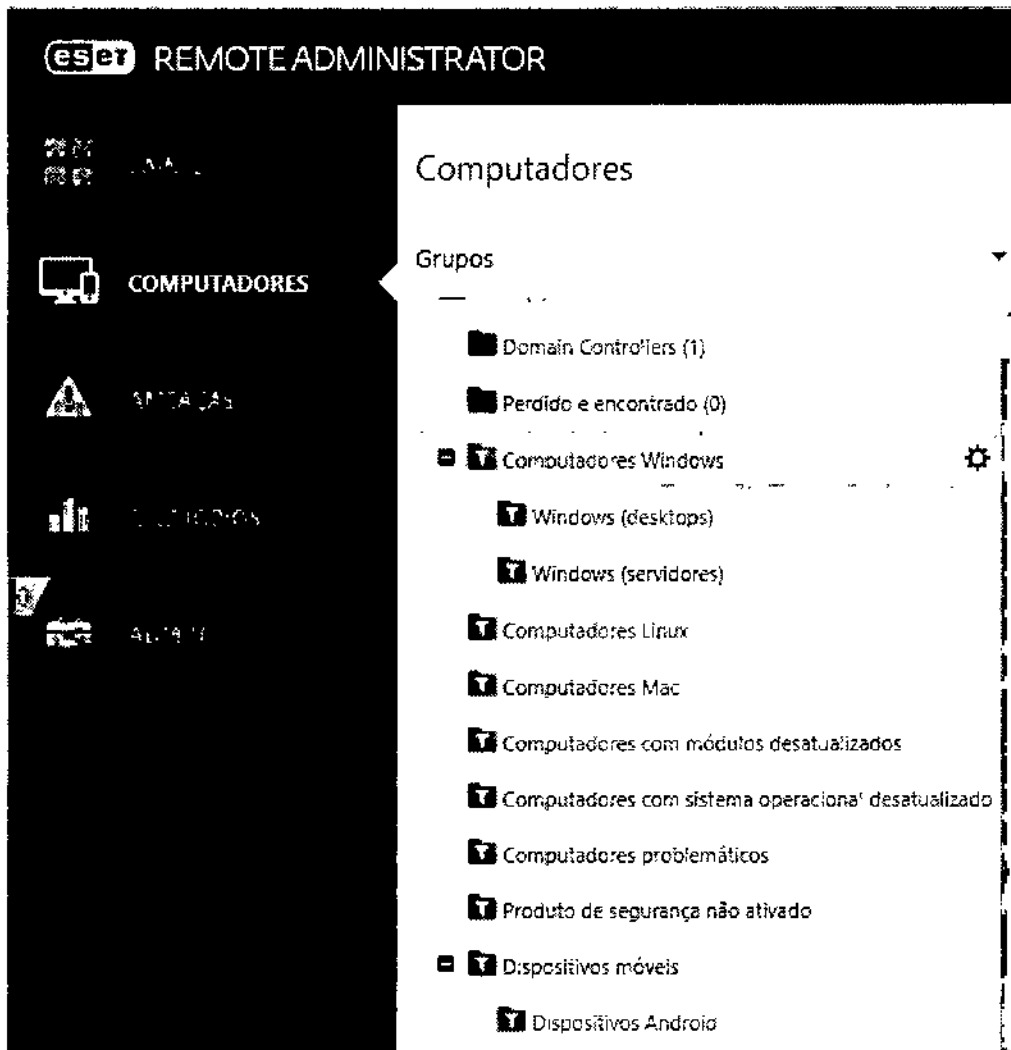 eseT REMOTE ADMINISTRATOR
Computadores
Grupos
COMPUTADORES
Domain Controllers (1)
Perdido e encontrado (0)
Computadores Windows
Windows (desktops)
Windows (servidores)
Computadores Linux
Computadores Mac
Computadores com módulos desatualizados
Computadores com sistema operacional desatualizado
Computadores problemáticos
Produto de segurança não ativado
Dispositivos móveis
Dispositivos Android